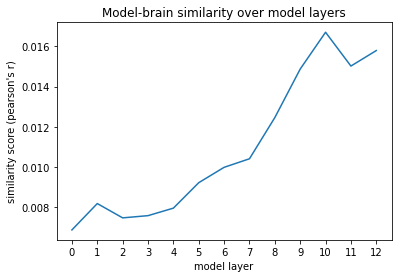 Model-brain similarity over model layers
similarity score (pearson's r)
0.016
0.014
0.012
0.010
0.008
0 1 2 3 4 5 6 7 8 9 10 11 12
model layer